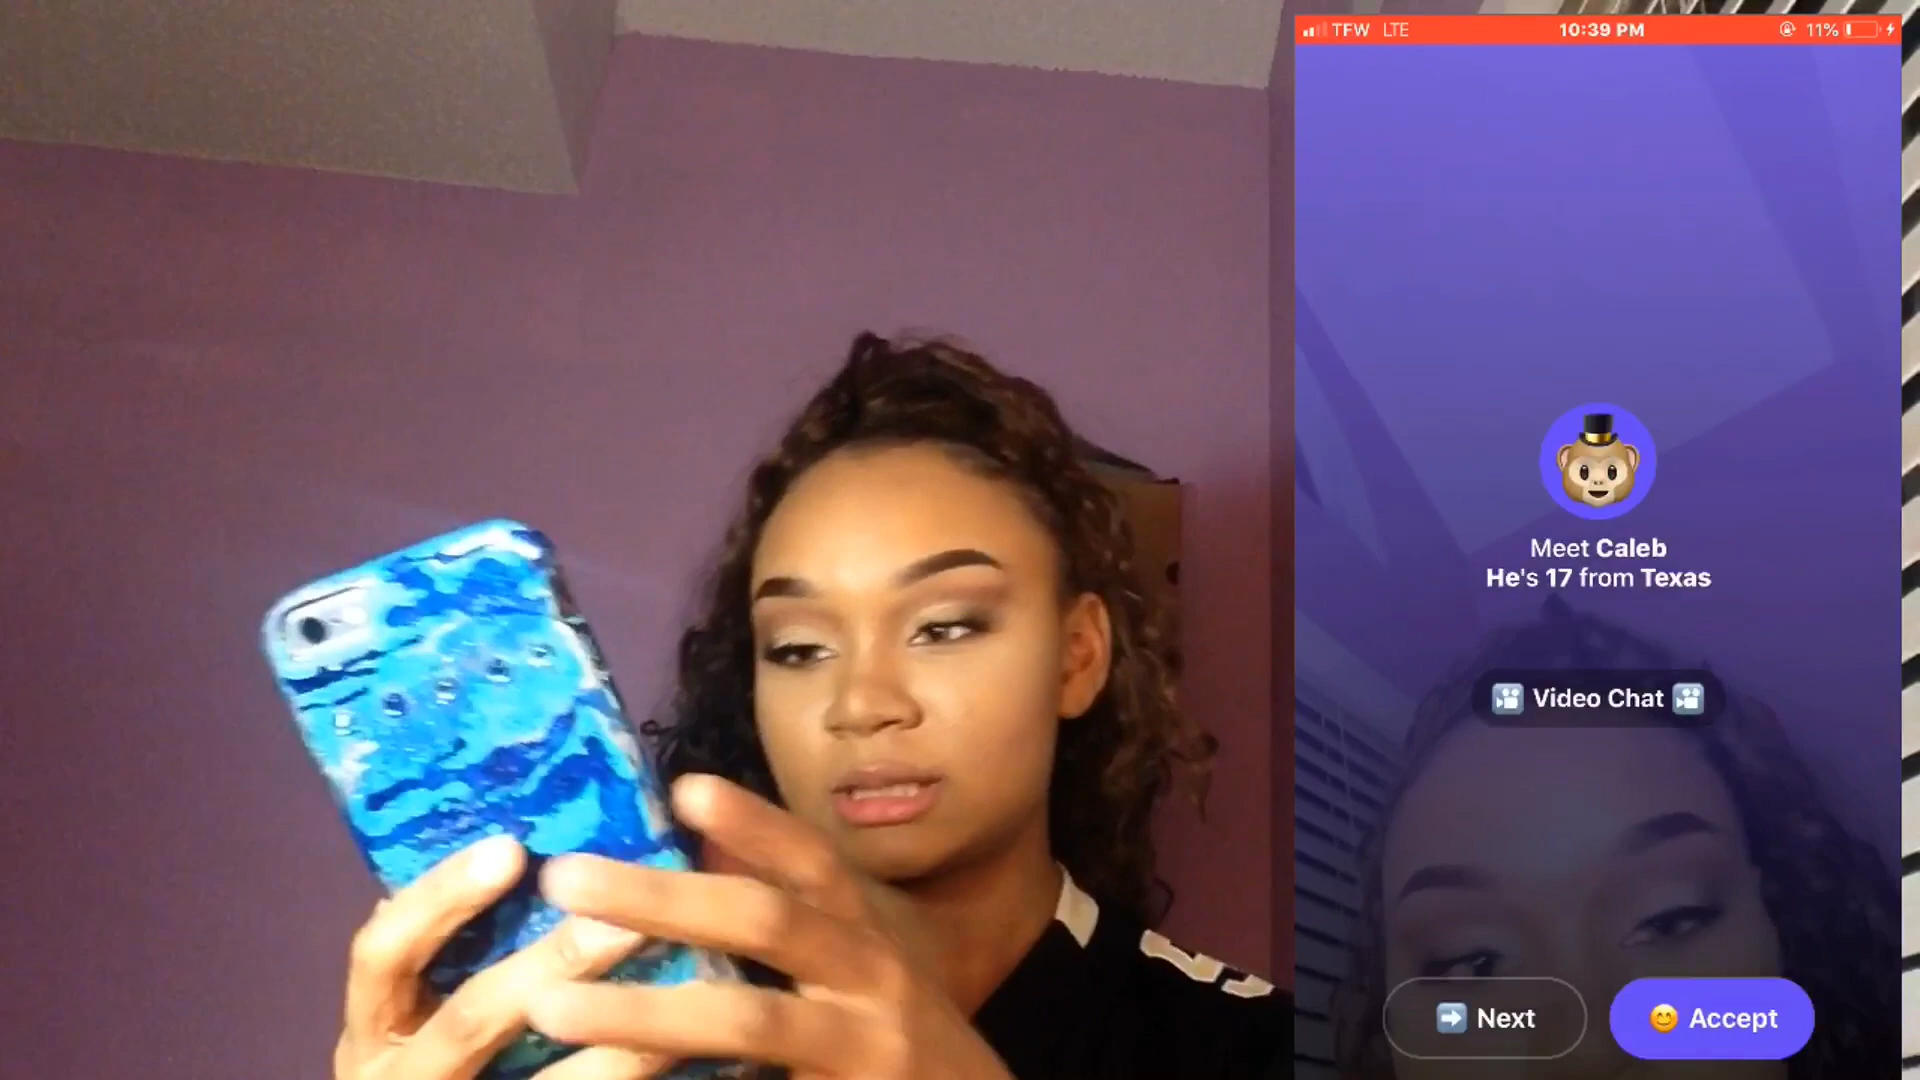 TFW LTE 10:39 PM 11%
Meet Caleb
He's 17 from Texas
Video Chat
Next
Accept